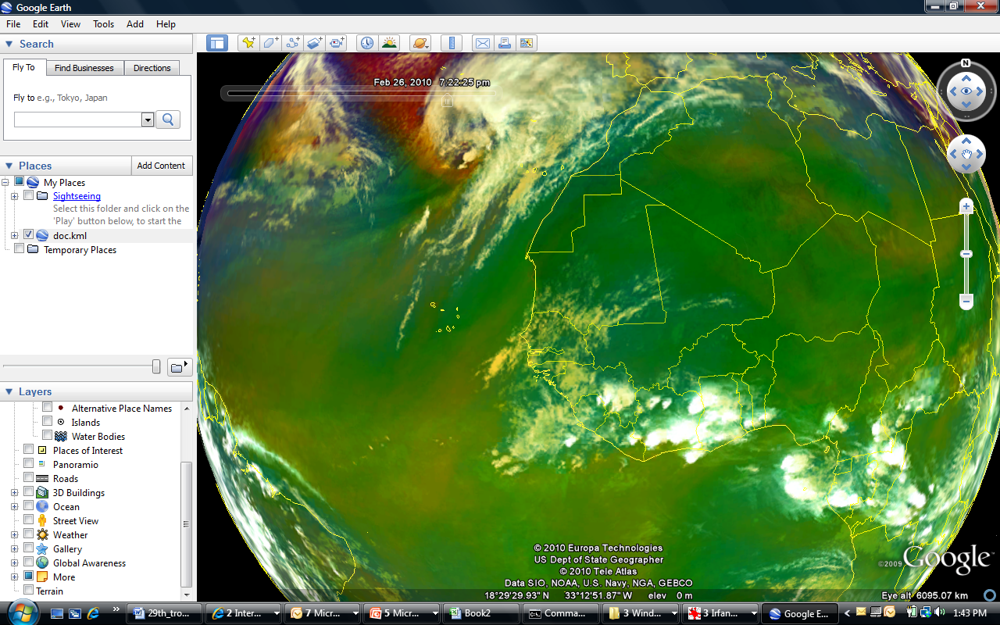 Google Earth
File Edit View Tools Add Help
Search
Fly To Find Businesses Directions
Fly to e.g., Tokyo, Japan
Places
Add Content
My Places
Sightseeing
Select this folder and click on the
'Play' button below, to start the
doc.kml
Temporary Places
Layers
Alternative Place Names
Islands
Water Bodies
Places of Interest
Panoramio
Roads
3D Buildings
Ocean
Street View
Weather
Gallery
Global Awareness
More
Terrain
Feb 26, 2010 7:22:25 pm
N
© 2010 Europa Technologies
US Dept of State Geographer
© 2010 Tele Atlas
Data SIO, NOAA, U.S. Navy, NGA, GEBCO
18°29'29.93" N 33°12'51.87" W elev 0 m
©2009 Google™
Eye alt 6095.07 km
29th_tro... 2 Inter... 7 Micr... 5 Micr... Book2 Comma... 3 Wind... 3 Irfan... Google E... 1:43 PM